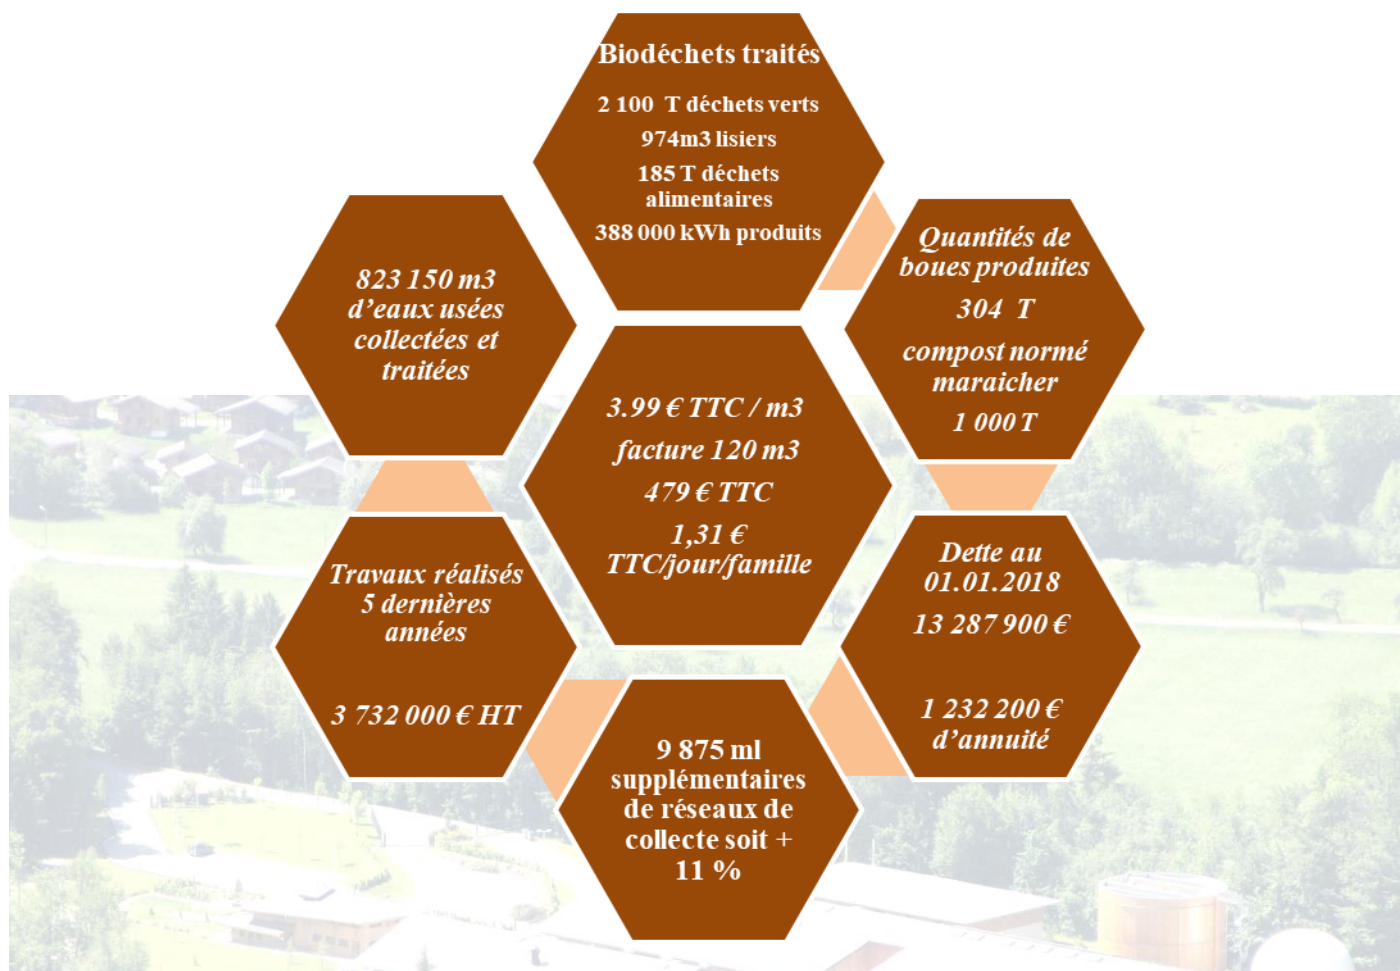 Biodéchets traités
2 100  T déchets verts
974m3 lisiers
185 T déchets
alimentaires
388 000 kWh produits
823 150 m3
d’eaux usées
collectées et
traitées
Quantités de
boues produites
304  T
compost normé
maraicher
1 000 T
3.99 € TTC / m3
facture 120 m3
479 € TTC
1,31 €
TTC/jour/famille
Travaux réalisés
5 dernières
années
3 732 000 € HT
Dette au
01.01.2018
13 287 900 €
1 232 200 €
d’annuité
9 875 ml
supplémentaires
de réseaux de
collecte soit +
11 %